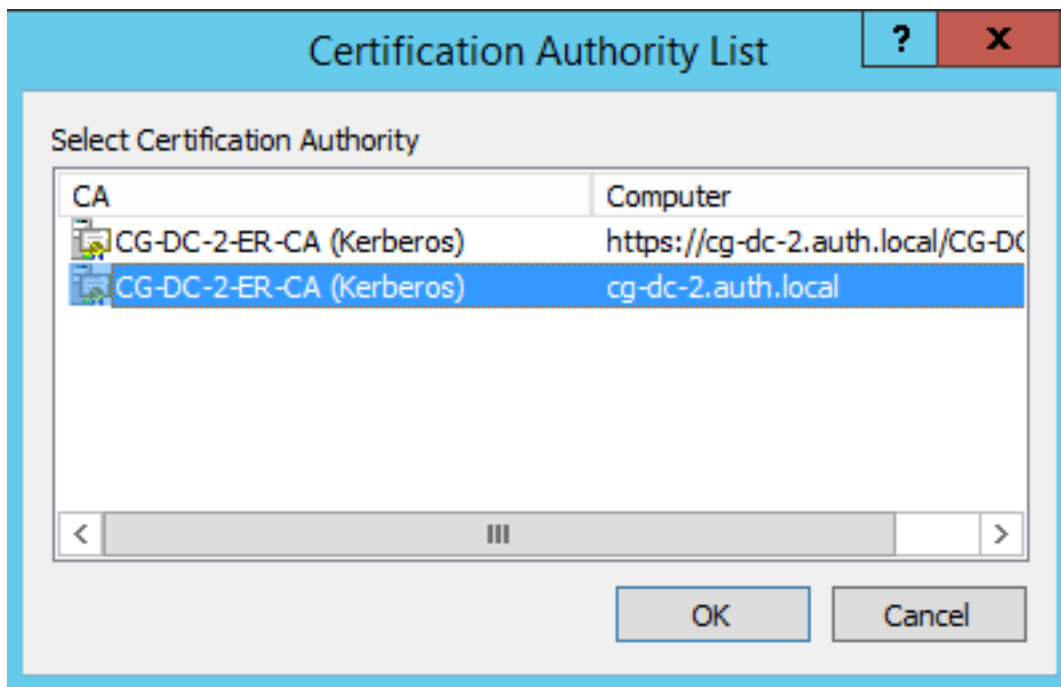 Certification Authority List
?
x
Select Certification Authority
CA Computer
CG-DC-2-ER-CA (Kerberos) https://cg-dc-2.auth.local/CG-DC
CG-DC-2-ER-CA (Kerberos) cg-dc-2.auth.local
OK Cancel